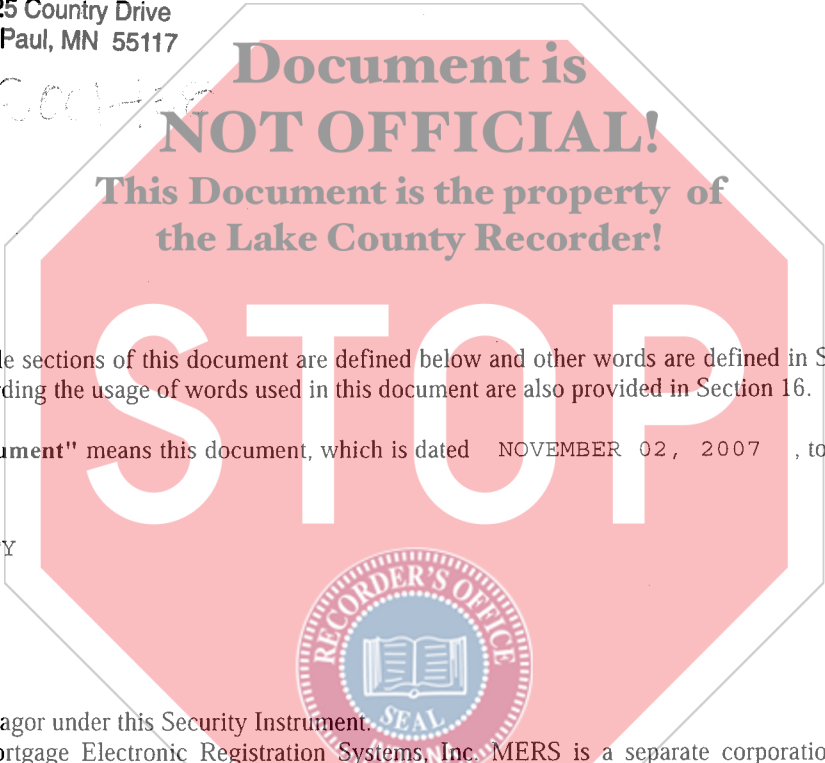 25 Country Drive
Paul, MN 55117
Document is
NOT OFFICIAL!
This Document is the property of
the Lake County Recorder!
STOP
le sections of this document are defined below and other words are defined in S
ding the usage of words used in this document are also provided in Section 16.
ument" means this document, which is dated NOVEMBER 02, 2007 , to
Y
RECORDER'S OFFICE
SEAL
agor under this Security Instrument.
ortgage Electronic Registration Systems, Inc. MERS is a separate corporatio